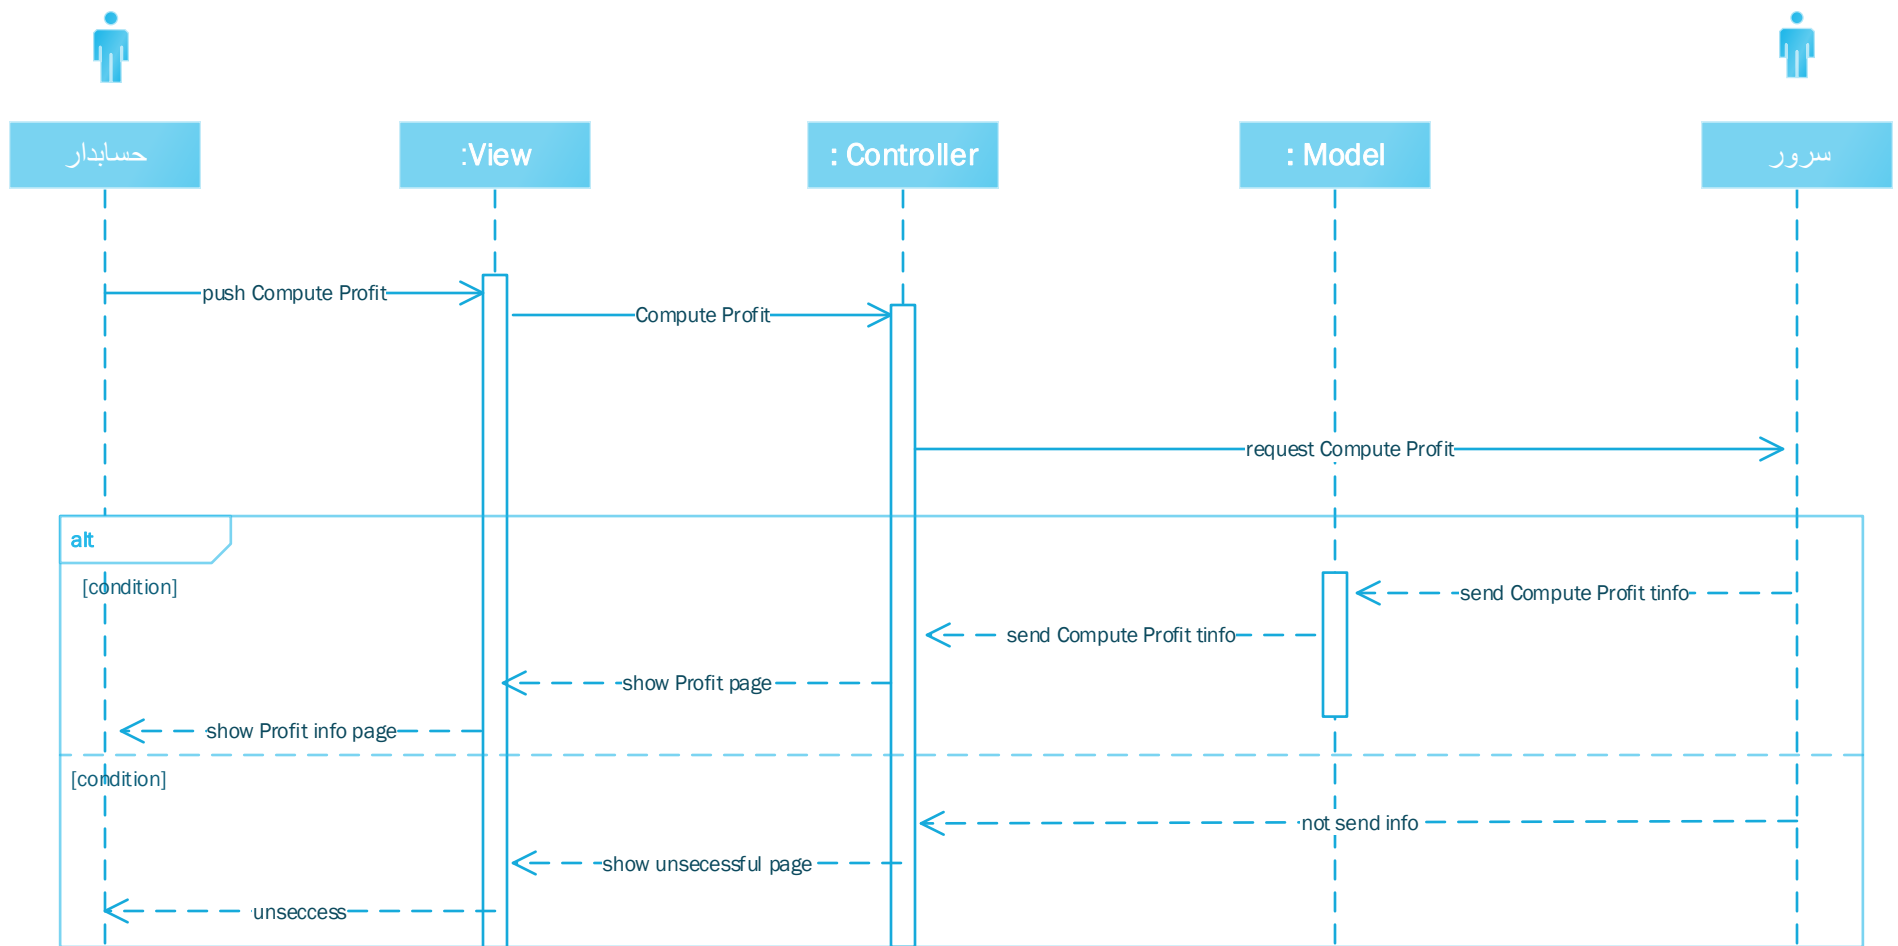 حسابدار
:View
: Controller
: Model
سرور
push Compute Profit
Compute Profit
request Compute Profit
alt
[condition]
send Compute Profit tinfo
send Compute Profit tinfo
show Profit page
show Profit info page
[condition]
not send info
show unsecessful page
unseccess